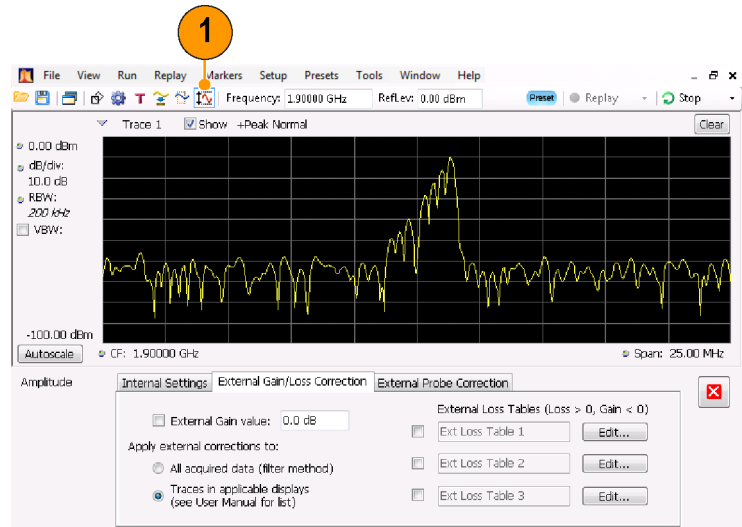 1
File View Run Replay Markers Setup Presets Tools Window Help
T Frequency: 1.90000 GHz RefLev: 0.00 dBm Preset Replay Stop
Trace 1 Show +Peak Normal Clear
0.00 dBm
dB/div:
10.0 dB
RBW:
200 kHz
VBW:
-100.00 dBm
Autoscale CF: 1.90000 GHz Span: 25.00 MHz
Amplitude Internal Settings External Gain/Loss Correction External Probe Correction
External Loss Tables (Loss > 0, Gain < 0)
External Gain value: 0.0 dB
Ext Loss Table 1 Edit...
Apply external corrections to:
All acquired data (filter method)
Ext Loss Table 2 Edit...
Traces in applicable displays
(see User Manual for list)
Ext Loss Table 3 Edit...